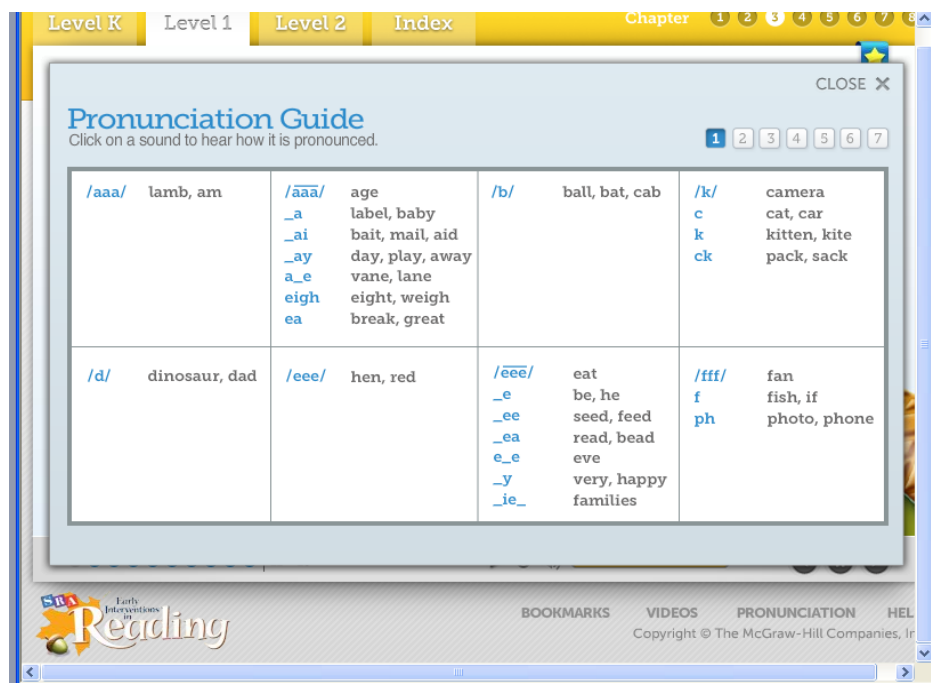 Level K Level 1 Level 2 Index Chapter 1 2 3 4 5 6 7 8
CLOSE X
Pronunciation Guide
Click on a sound to hear how it is pronounced.
1 2 3 4 5 6 7
/aaa/ lamb, am
/a̅a̅a̅/ age
_a label, baby
_ai bait, mail, aid
_ay day, play, away
a_e vane, lane
eigh eight, weigh
ea break, great
/b/ ball, bat, cab
/k/ camera
c cat, car
k kitten, kite
ck pack, sack
/d/ dinosaur, dad
/eee/ hen, red
/e̅e̅e̅/ eat
_e be, he
_ee seed, feed
_ea read, bead
e_e eve
_y very, happy
_ie_ families
/fff/ fan
f fish, if
ph photo, phone
SRA Early
Interventions
in
Reading
BOOKMARKS VIDEOS PRONUNCIATION HEL
Copyright © The McGraw-Hill Companies, In